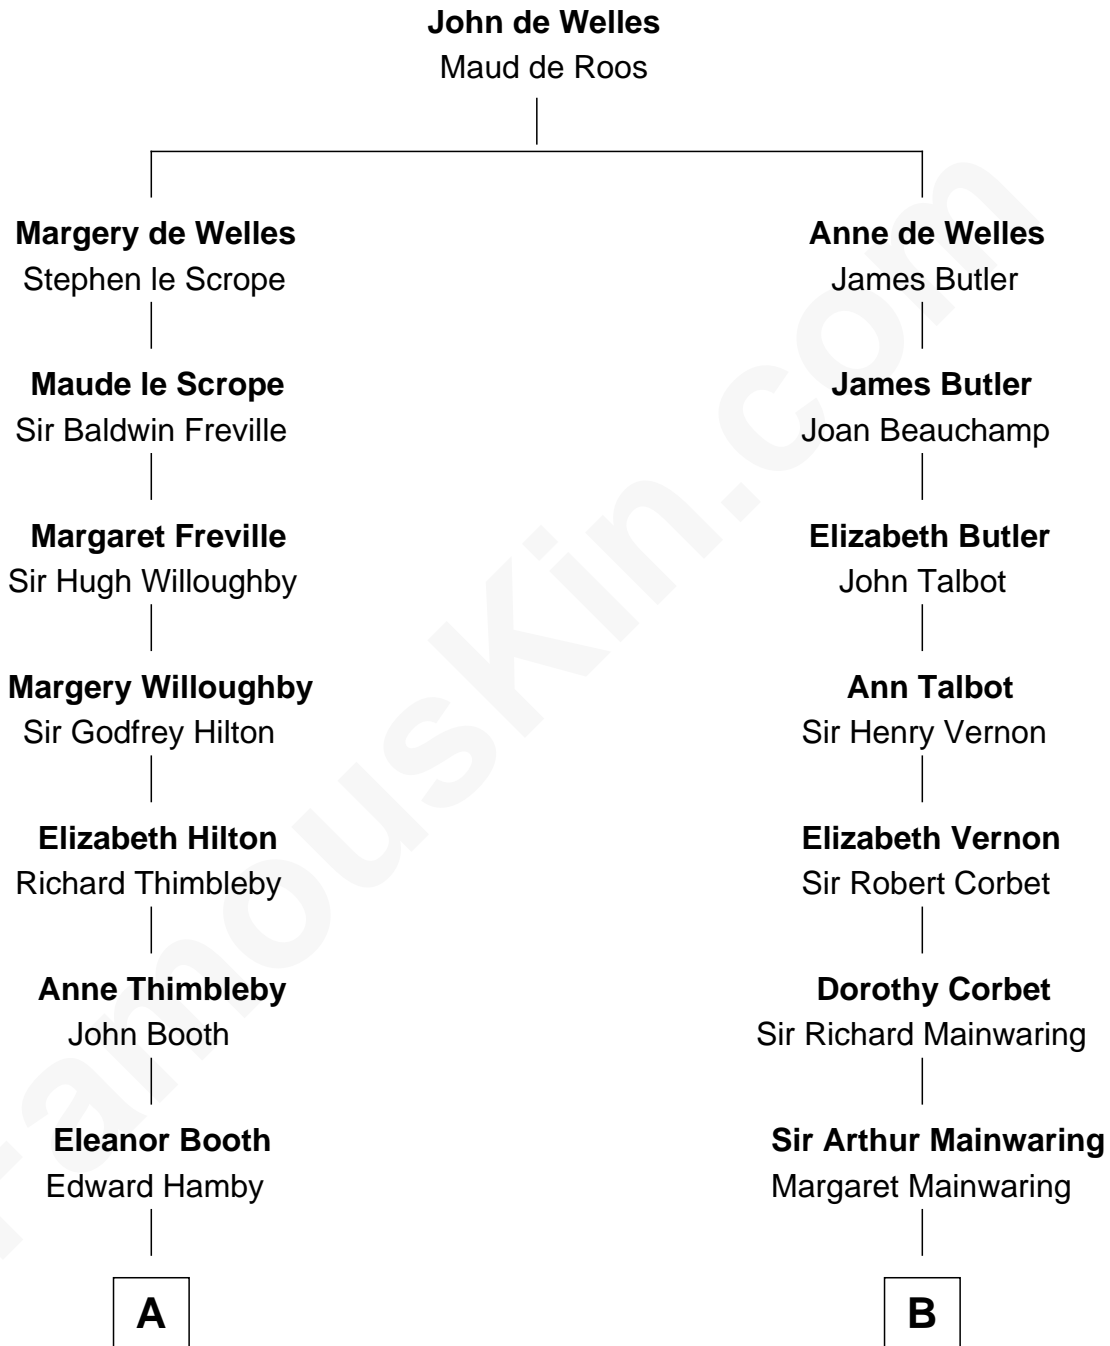 John de Welles
Maud de Roos
Margery de Welles
Stephen le Scrope
Anne de Welles
James Butler
Maude le Scrope
Sir Baldwin Freville
James Butler
Joan Beauchamp
Margaret Freville
Sir Hugh Willoughby
Elizabeth Butler
John Talbot
Margery Willoughby
Sir Godfrey Hilton
Ann Talbot
Sir Henry Vernon
Elizabeth Hilton
Richard Thimbleby
Elizabeth Vernon
Sir Robert Corbet
Anne Thimbleby
John Booth
Dorothy Corbet
Sir Richard Mainwaring
Eleanor Booth
Edward Hamby
Sir Arthur Mainwaring
Margaret Mainwaring
A
B
FamousKin.com